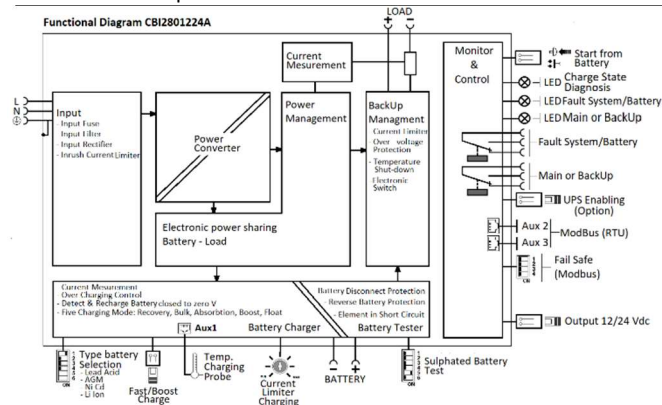 Functional Diagram CBI2801224A
LOAD
+ -
Current
Mesurement
Monitor
&
Control
Start from
Battery
LED Charge State
Diagnosis
LED Fault System/Battery
LED Main or BackUp
Fault System/Battery
Main or BackUp
UPS Enabling
(Option)
Aux 2
Aux 3
ModBus (RTU)
Fail Safe
(Modbus)
Output 12/24 Vdc
L
N
Input
- Input Fuse
- Input Filter
- Input Rectifier
- Inrush Current Limiter
Power
Converter
Power
Management
BackUp
Managment
- Current Limiter
- Over voltage
Protection
- Temperature
Shut-down
- Electronic
Switch
Electronic power sharing
Battery - Load
Current Mesurement
Over Charging Control
- Detect & Recharge Battery closed to zero V
- Five Charging Mode: Recovery, Bulk, Absorbtion, Boost, Float
Aux1
Battery Charger
Battery Disconnect Protection
- Reverse Battery Protection
- Element in Short Circuit
Battery Tester
Type battery
Selection
- Lead Acid
- AGM
- Ni Cd
- Li Ion
ON
Fast/Boost
Charge
Temp.
Charging
Probe
Current
Limiter
Charging
- +
BATTERY
ON
Sulphated Battery
Test